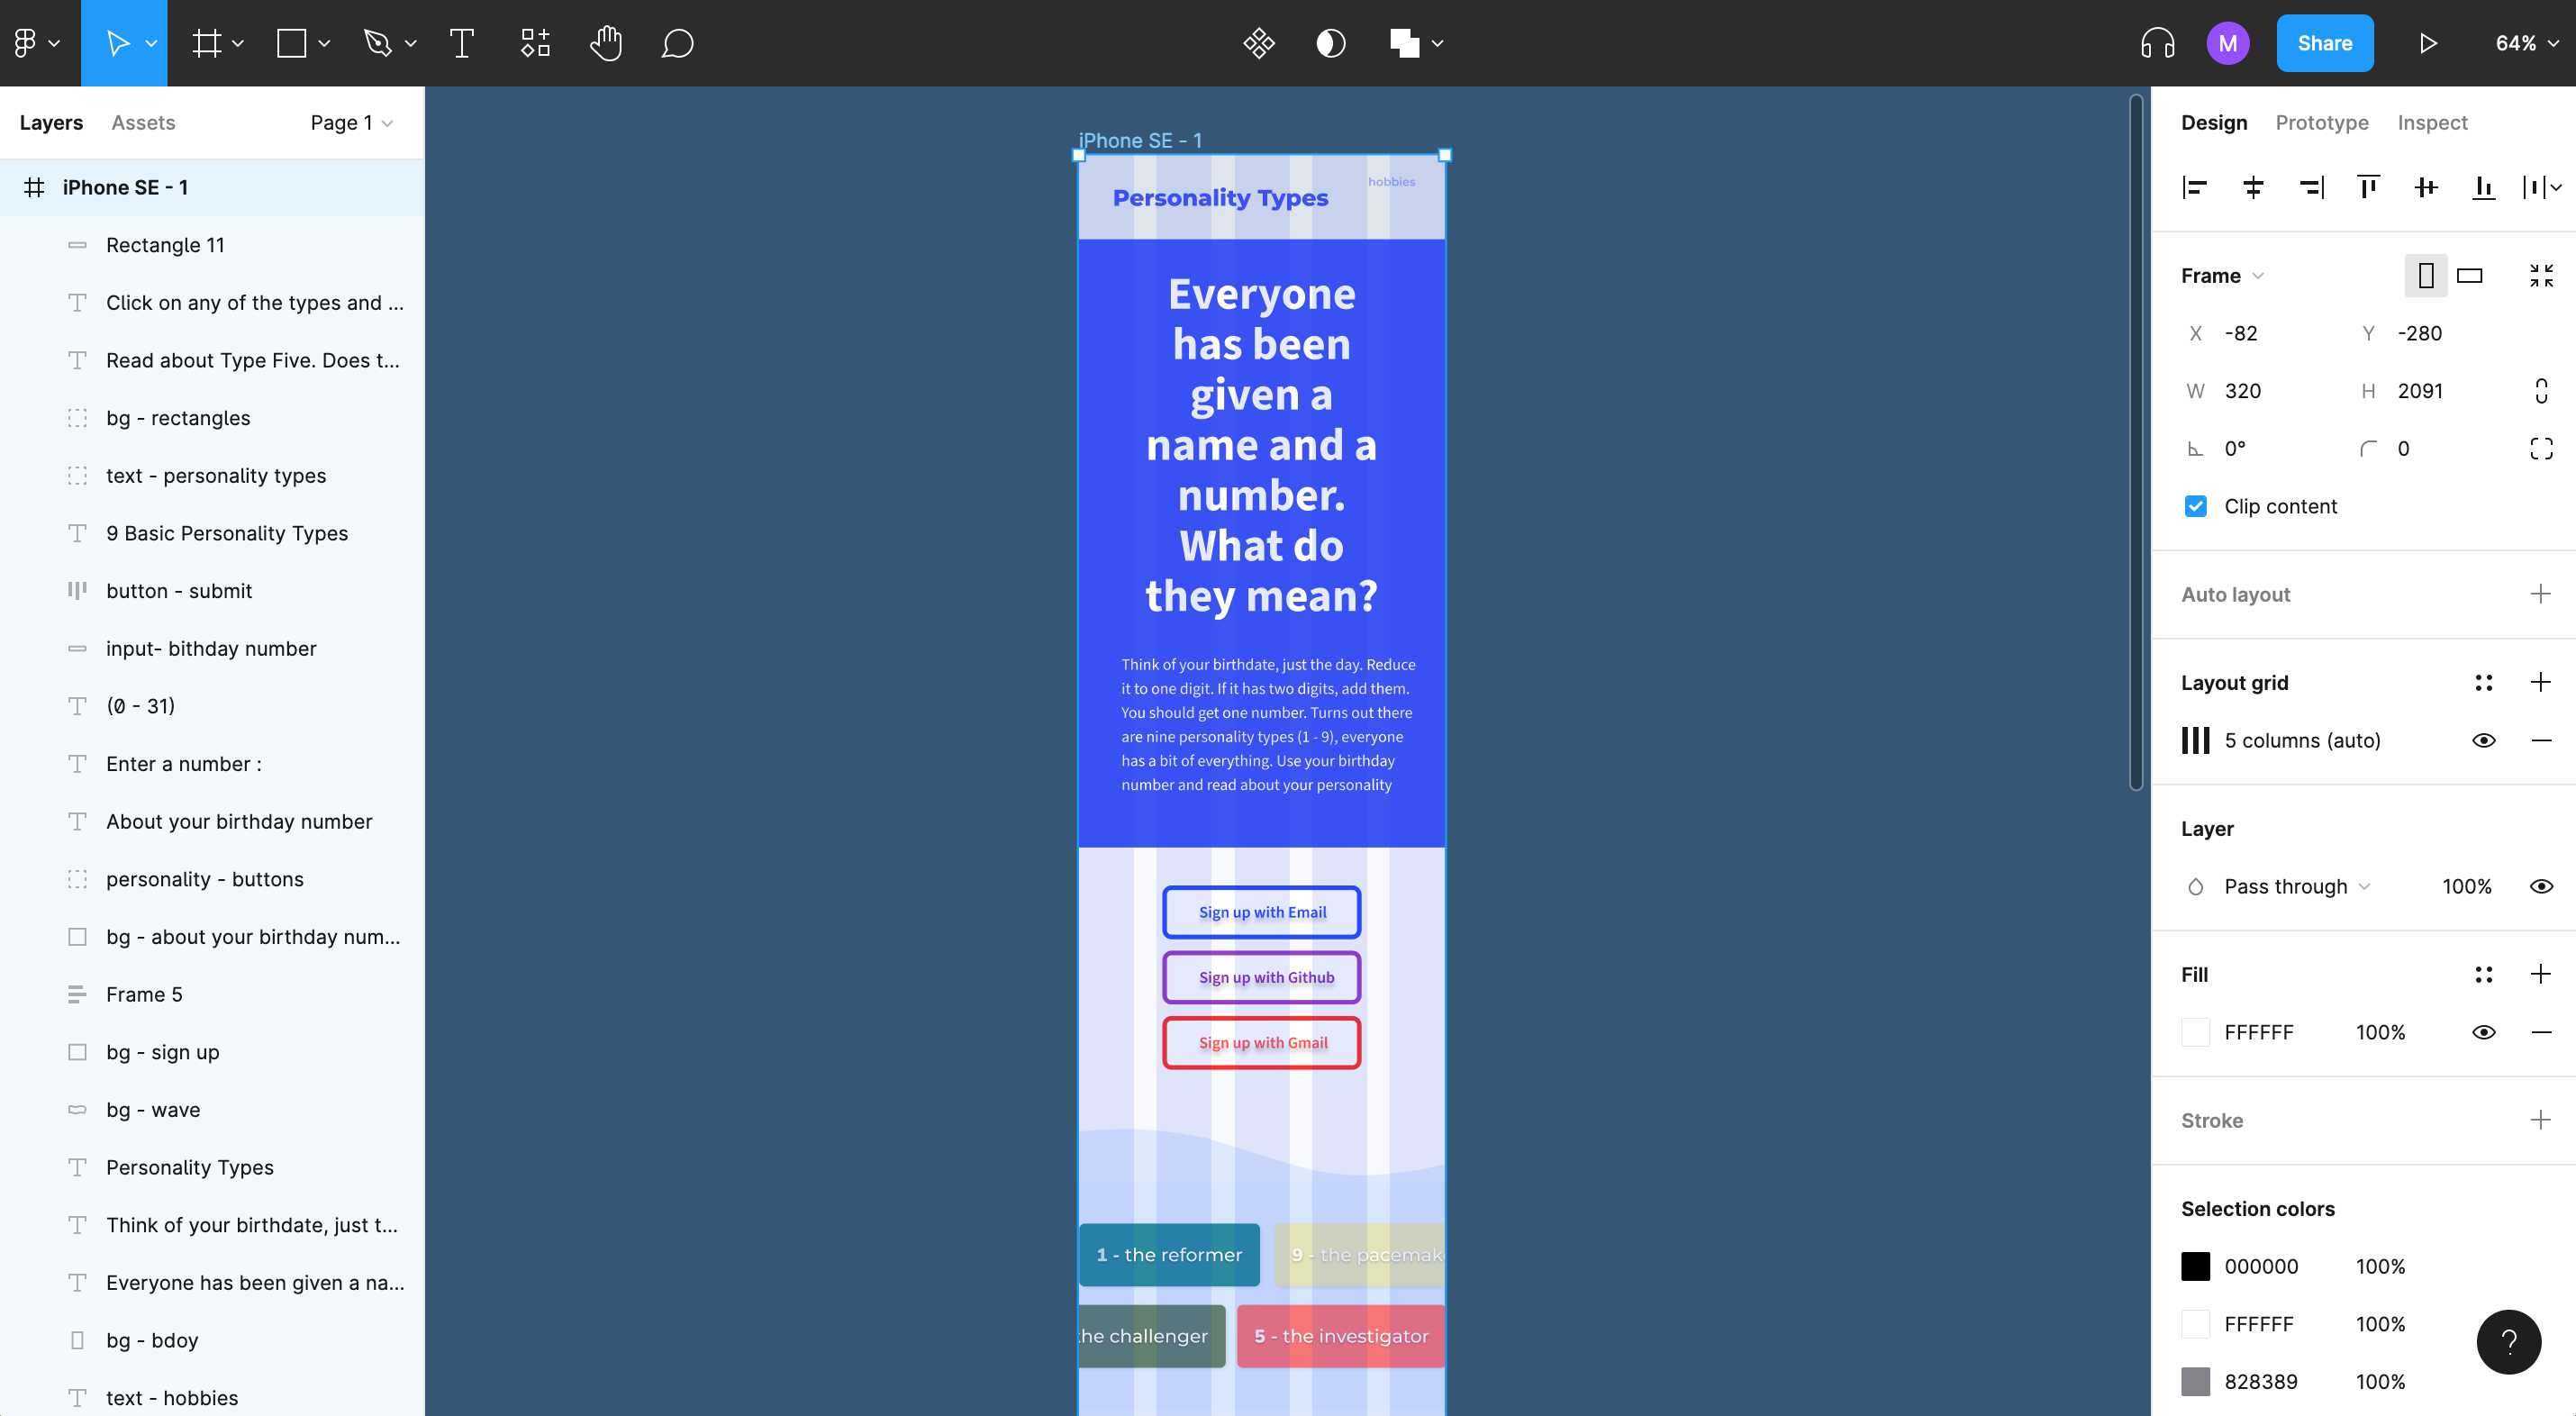 M
Share
64%
Layers
Assets
Page 1
iPhone SE - 1
Rectangle 11
Click on any of the types and ...
Read about Type Five. Does t...
bg - rectangles
text - personality types
9 Basic Personality Types
button - submit
input- bithday number
(0 - 31)
Enter a number :
About your birthday number
personality - buttons
bg - about your birthday num...
Frame 5
bg - sign up
bg - wave
Personality Types
Think of your birthdate, just t...
Everyone has been given a na...
bg - bdoy
text - hobbies
iPhone SE - 1
Personality Types
hobbies
Everyone
has been
given a
name and a
number.
What do
they mean?
Think of your birthdate, just the day. Reduce
it to one digit. If it has two digits, add them.
You should get one number. Turns out there
are nine personality types (1 - 9), everyone
has a bit of everything. Use your birthday
number and read about your personality
Sign up with Email
Sign up with Github
Sign up with Gmail
1 - the reformer
9 - the pacemak
the challenger
5 - the investigator
Design
Prototype
Inspect
Frame
X -82
Y -280
W 320
H 2091
0°
0
Clip content
Auto layout
Layout grid
5 columns (auto)
Layer
Pass through
100%
Fill
FFFFFF
100%
Stroke
Selection colors
000000
100%
FFFFFF
100%
828389
100%
?